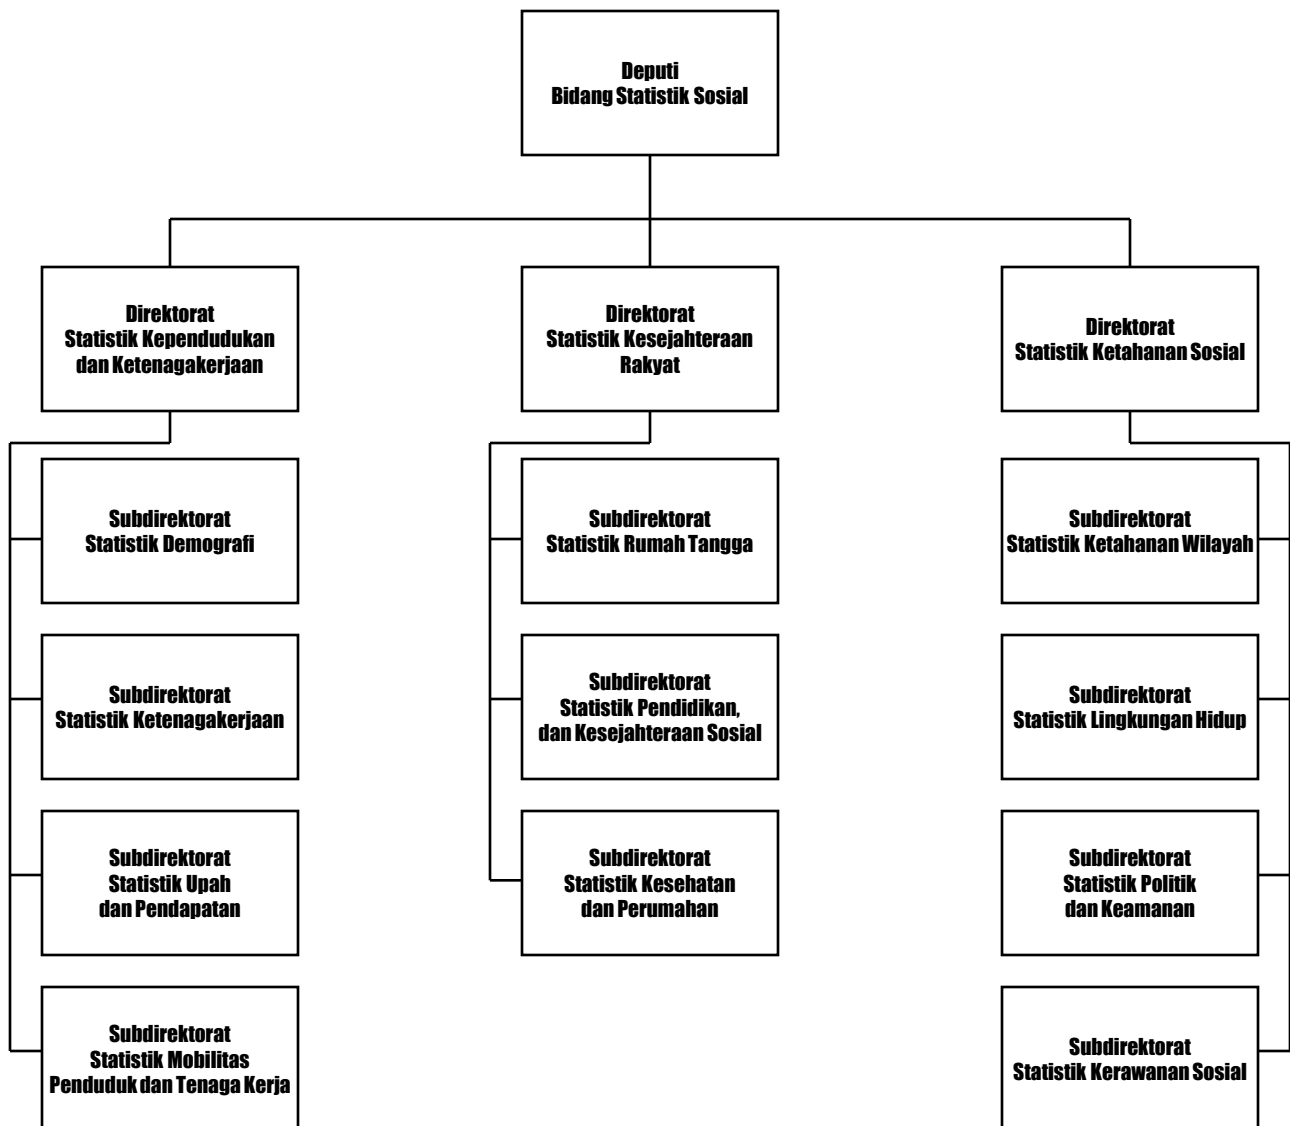 Deputi
Bidang Statistik Sosial
Direktorat
Statistik Kependudukan
dan Ketenagakerjaan
Direktorat
Statistik Kesejahteraan
Rakyat
Direktorat
Statistik Ketahanan Sosial
Subdirektorat
Statistik Demografi
Subdirektorat
Statistik Rumah Tangga
Subdirektorat
Statistik Ketahanan Wilayah
Subdirektorat
Statistik Ketenagakerjaan
Subdirektorat
Statistik Pendidikan,
dan Kesejahteraan Sosial
Subdirektorat
Statistik Lingkungan Hidup
Subdirektorat
Statistik Upah
dan Pendapatan
Subdirektorat
Statistik Kesehatan
dan Perumahan
Subdirektorat
Statistik Politik
dan Keamanan
Subdirektorat
Statistik Mobilitas
Penduduk dan Tenaga Kerja
Subdirektorat
Statistik Kerawanan Sosial